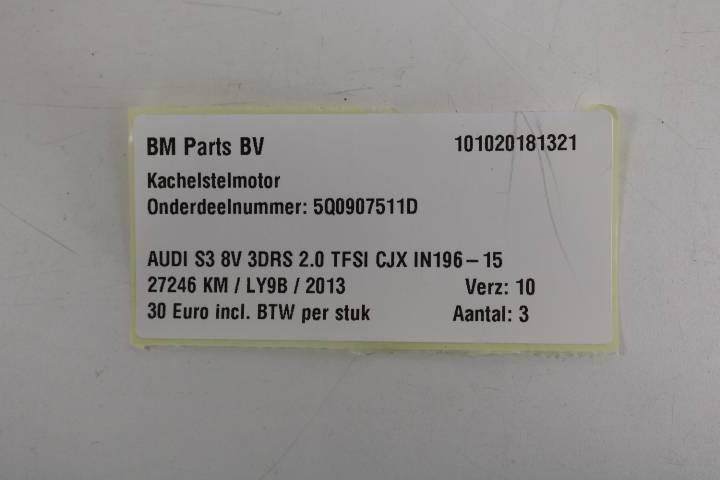 BM Parts BV 101020181321
Kachelstelmotor
Onderdeelnummer: 5Q0907511D
AUDI S3 8V 3DRS 2.0 TFSI CJX IN196-15
27246 KM / LY9B / 2013 Verz: 10
30 Euro incl. BTW per stuk Aantal: 3